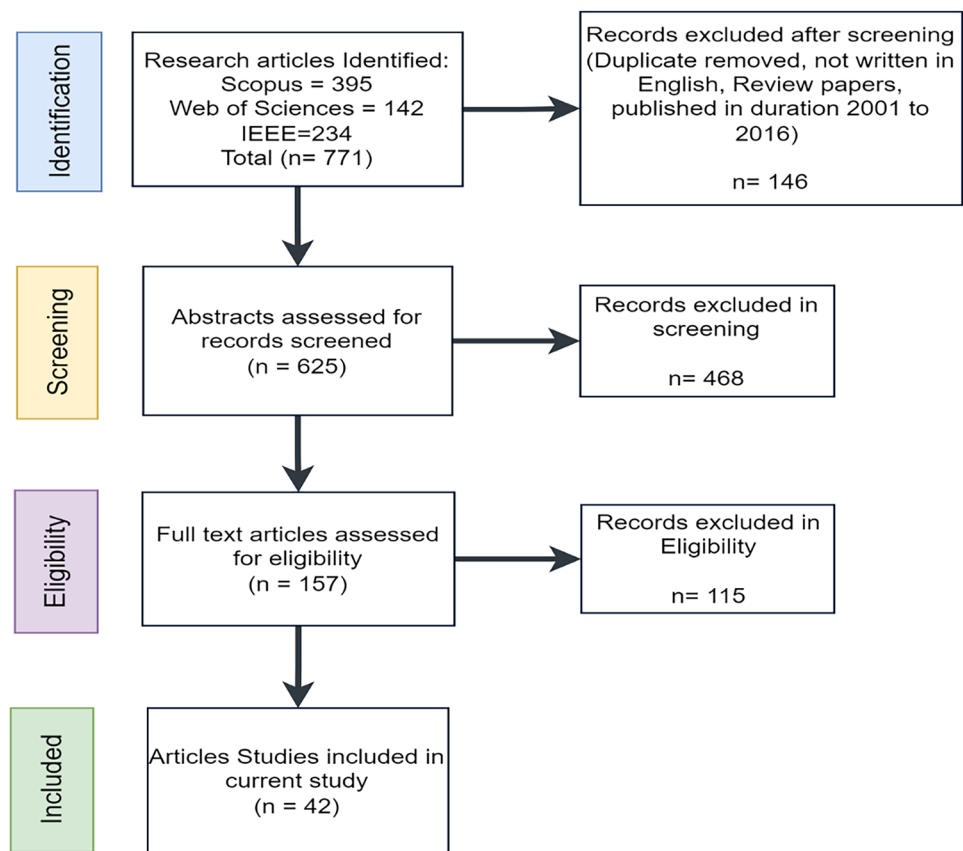 Identification
Research articles Identified:
Scopus = 395
Web of Sciences = 142
IEEE=234
Total (n= 771)
Records excluded after screening
(Duplicate removed, not written in
English, Review papers,
published in duration 2001 to
2016)
n= 146
Screening
Abstracts assessed for
records screened
(n = 625)
Records excluded in
screening
n= 468
Eligibility
Full text articles assessed
for eligibility
(n = 157)
Records excluded in
Eligibility
n= 115
Included
Articles Studies included in
current study
(n = 42)